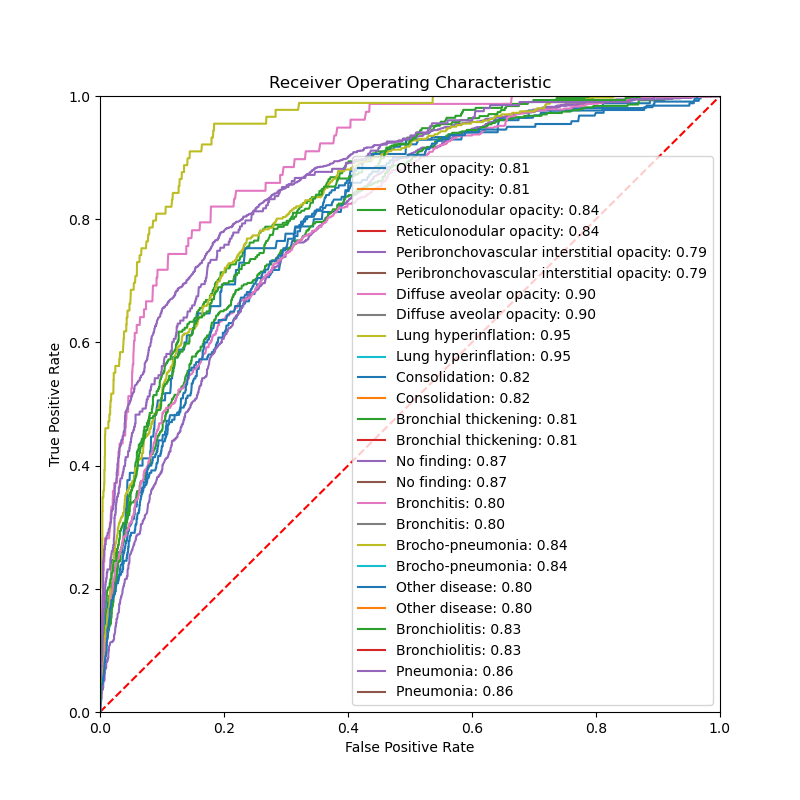 Receiver Operating Characteristic
1.0
0.8
0.6
0.4
0.2
0.0
True Positive Rate
Other opacity: 0.81
Other opacity: 0.81
Reticulonodular opacity: 0.84
Reticulonodular opacity: 0.84
Peribronchovascular interstitial opacity: 0.79
Peribronchovascular interstitial opacity: 0.79
Diffuse aveolar opacity: 0.90
Diffuse aveolar opacity: 0.90
Lung hyperinflation: 0.95
Lung hyperinflation: 0.95
Consolidation: 0.82
Consolidation: 0.82
Bronchial thickening: 0.81
Bronchial thickening: 0.81
No finding: 0.87
No finding: 0.87
Bronchitis: 0.80
Bronchitis: 0.80
Brocho-pneumonia: 0.84
Brocho-pneumonia: 0.84
Other disease: 0.80
Other disease: 0.80
Bronchiolitis: 0.83
Bronchiolitis: 0.83
Pneumonia: 0.86
Pneumonia: 0.86
0.0 0.2 0.4 0.6 0.8 1.0
False Positive Rate